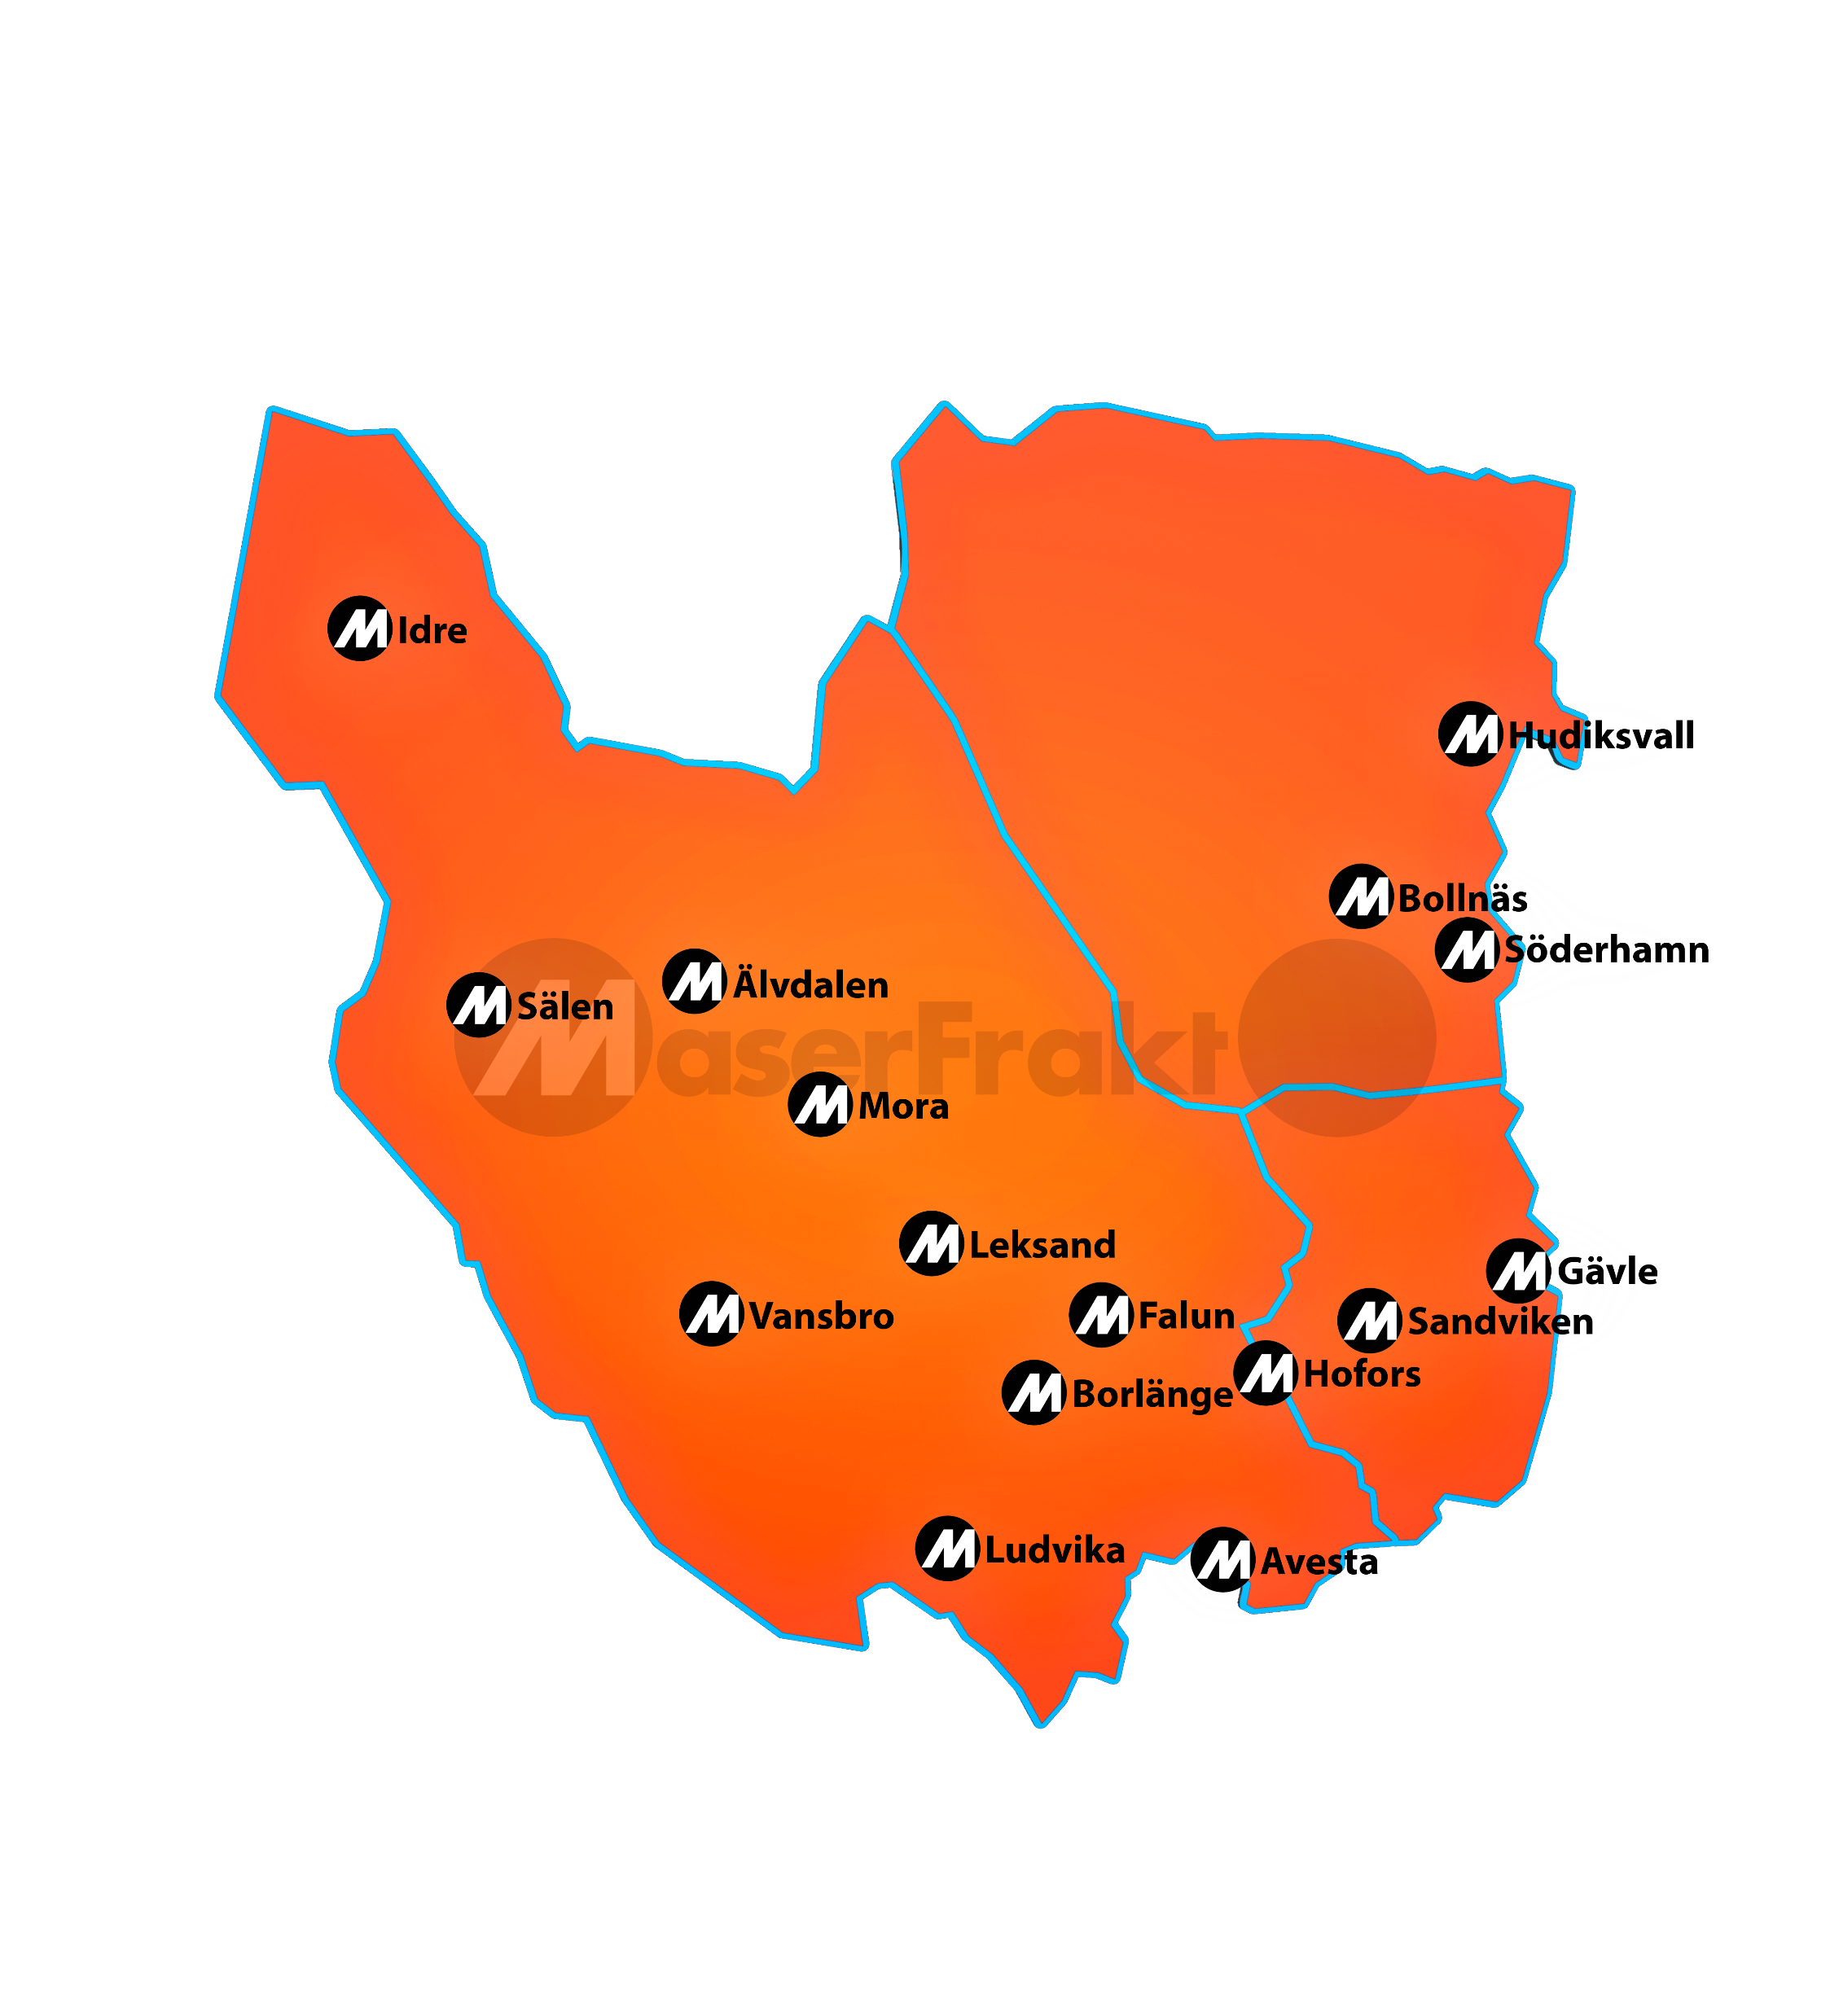 Idre
Hudiksvall
Bollnäs
Söderhamn
Älvdalen
Sälen
MaserFrakt
Mora
Leksand
Gävle
Vansbro
Falun
Sandviken
Hofors
Borlänge
Ludvika
Avesta